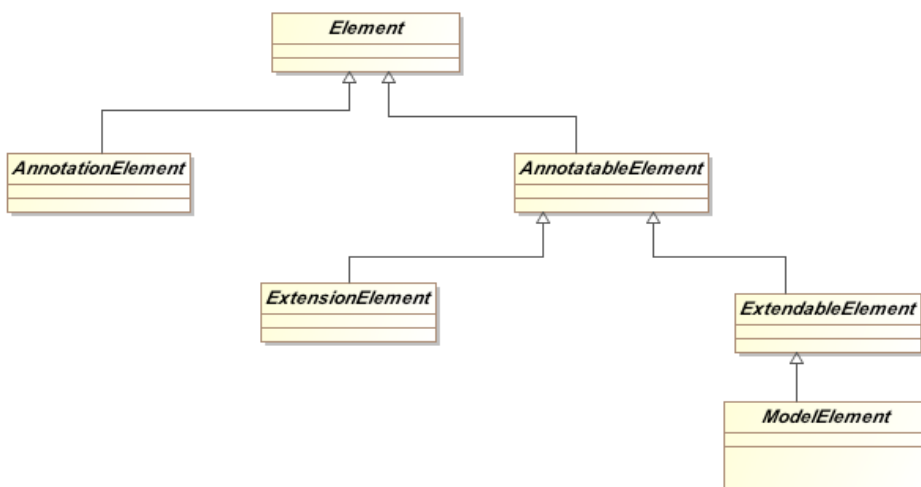 Element
AnnotationElement
AnnotatableElement
ExtensionElement
ExtendableElement
ModelElement